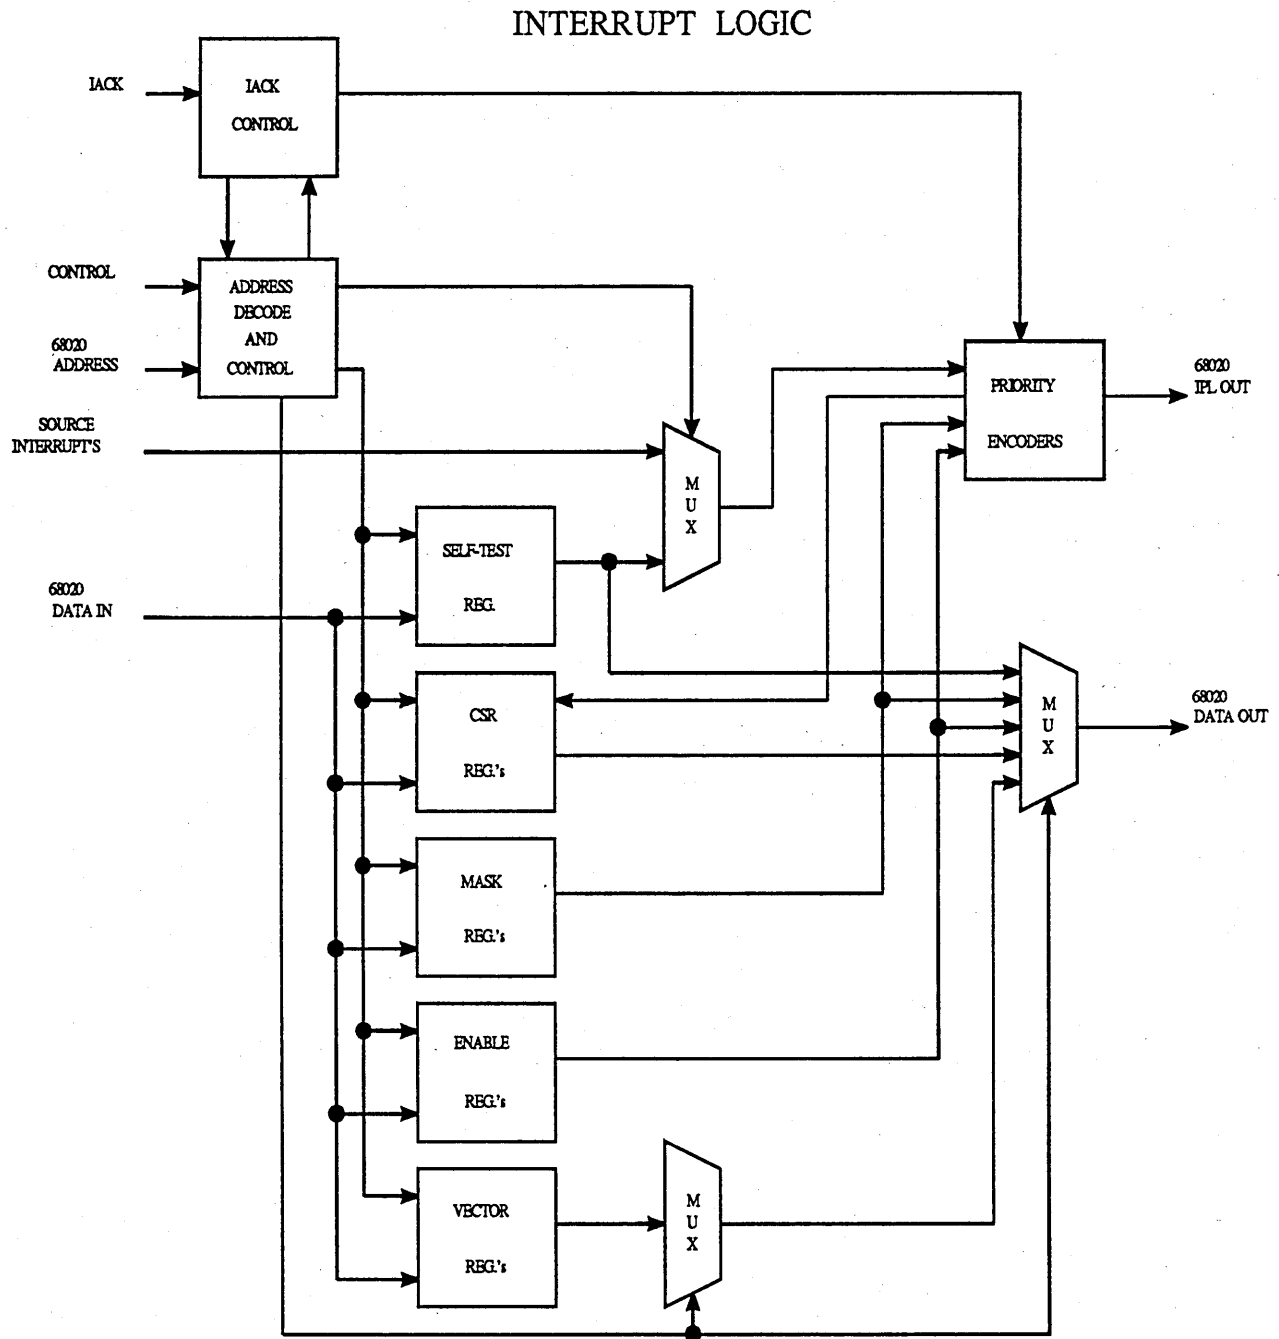 INTERRUPT LOGIC
IACK
IACK
CONTROL
CONTROL
68020
ADDRESS
ADDRESS
DECODE
AND
CONTROL
SOURCE
INTERRUPT'S
68020
DATA IN
M
U
X
PRIORITY
ENCODERS
68020
IPL OUT
SELF-TEST
REG.
CSR
REG.'s
M
U
X
68020
DATA OUT
MASK
REG.'s
ENABLE
REG.'s
VECTOR
REG.'s
M
U
X